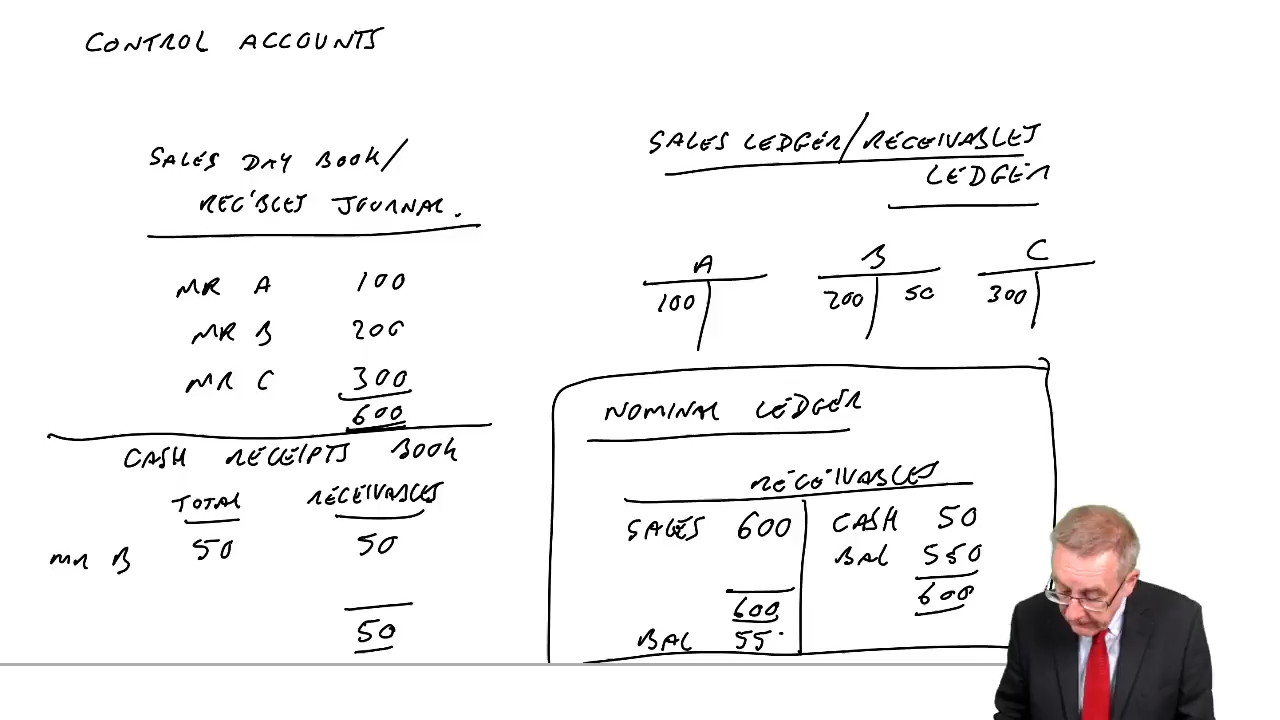 CONTROL ACCOUNTS
SALES DAY BOOK/
REC'BLES JOURNAL.
MR A 100
MR B 200
MR C 300
600
CASH RECEIPTS BOOK
TOTAL RECEIVABLES
MR B 50 50
50
SALES LEDGER/RECEIVABLES
LEDGER
A B C
100 200 50 300
NOMINAL LEDGER
RECEIVABLES
SALES 600 CASH 50
BAL 550
600 600
BAL 55